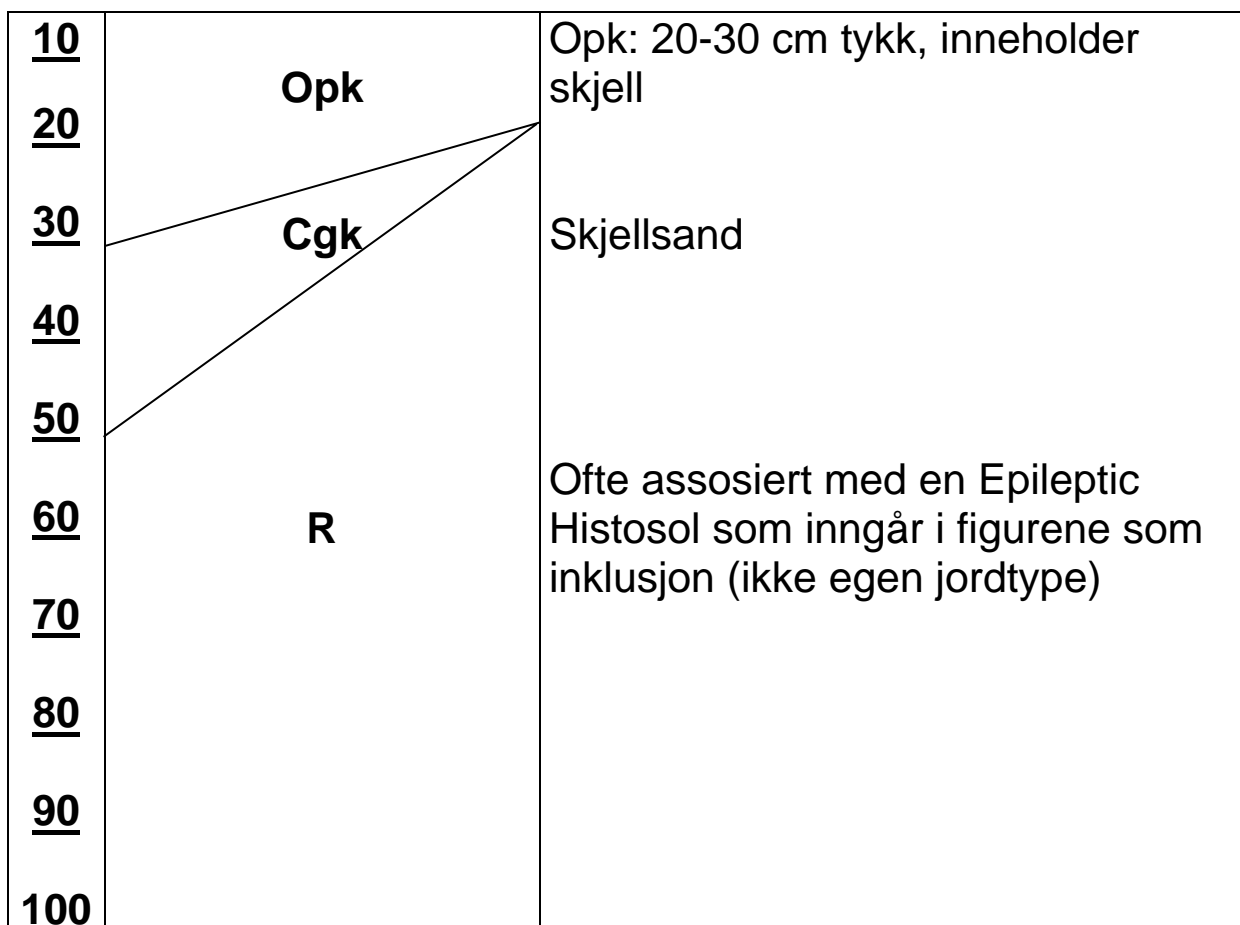 10
Opk: 20-30 cm tykk, inneholder
Opk
skjell
20
30
Cgk
Skjellsand
40
50
Ofte assosiert med en Epileptic
60
R
Histosol som inngår i figurene som
inklusjon (ikke egen jordtype)
70
80
90
100